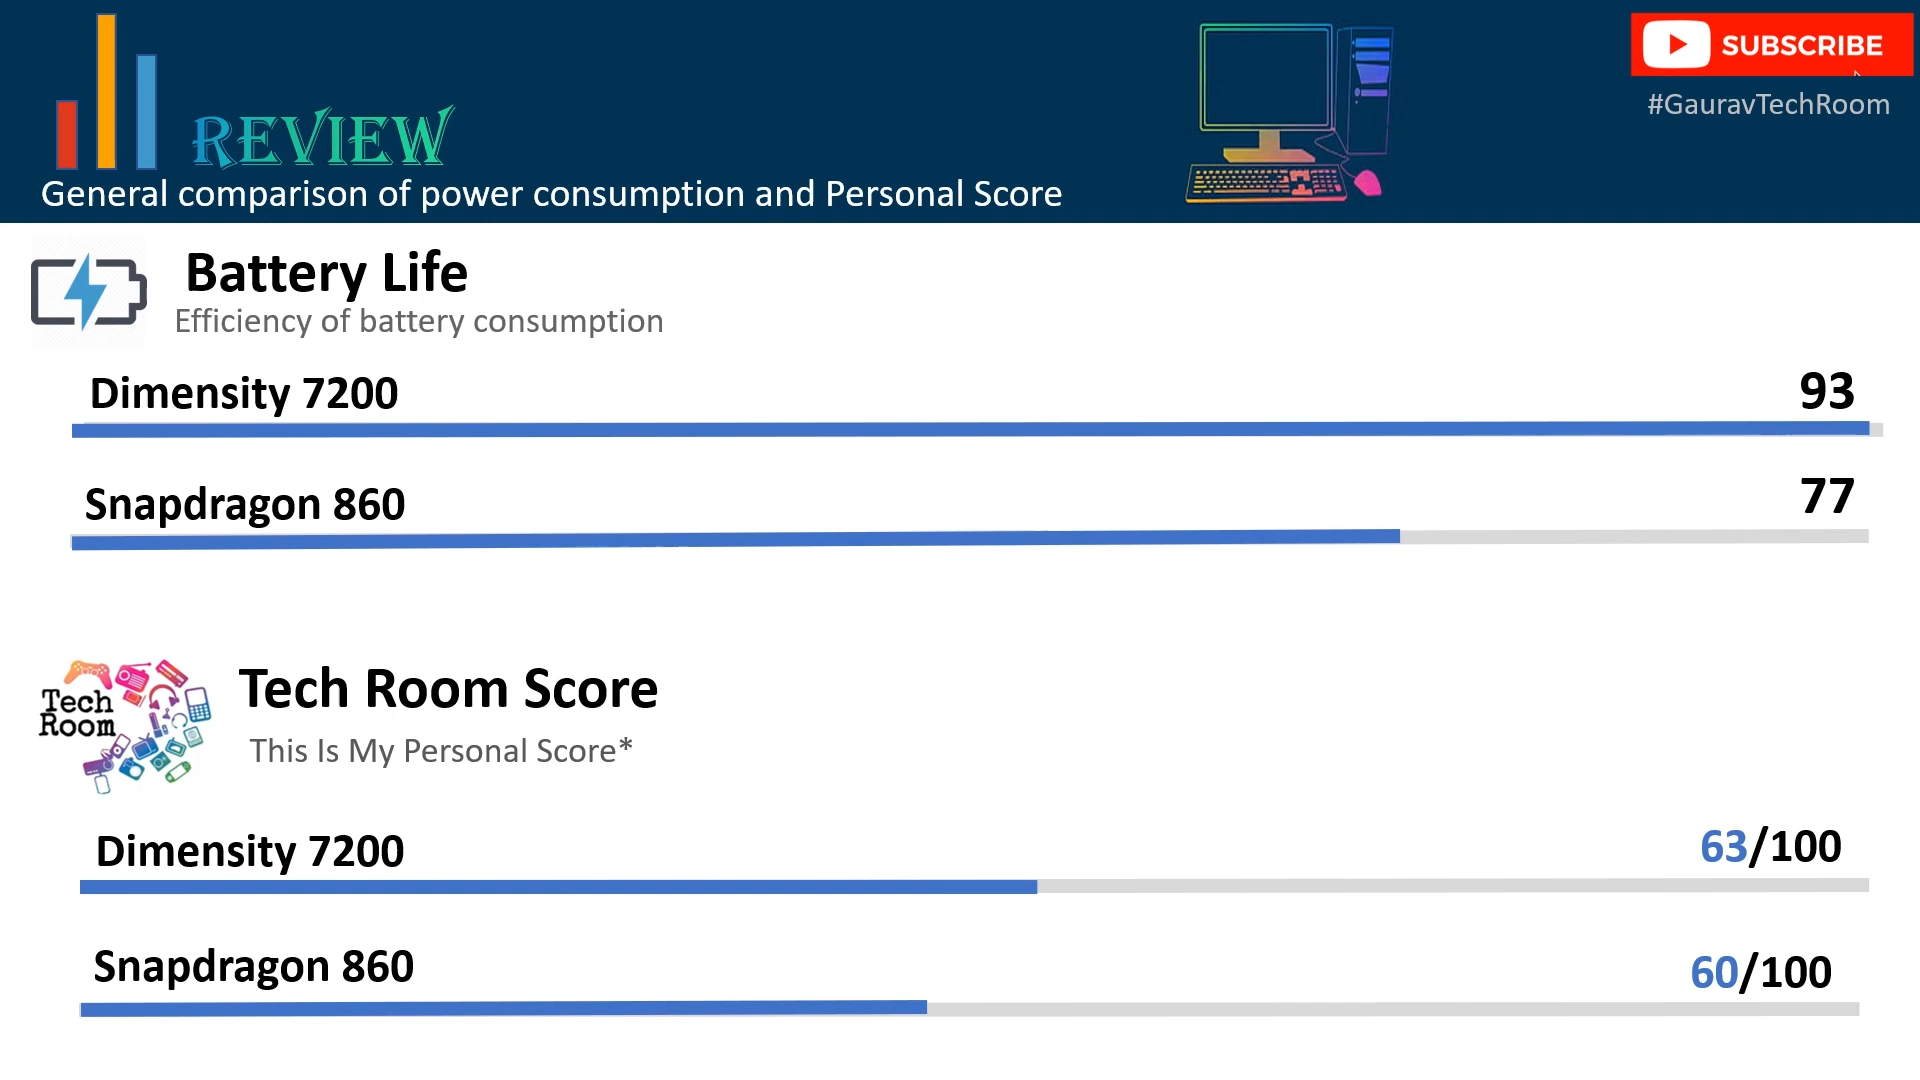 SUBSCRIBE
#GauravTechRoom
REVIEW
General comparison of power consumption and Personal Score
Battery Life
Efficiency of battery consumption
Dimensity 7200
93
Snapdragon 860
77
Tech
Room
Tech Room Score
This Is My Personal Score*
Dimensity 7200
63/100
Snapdragon 860
60/100